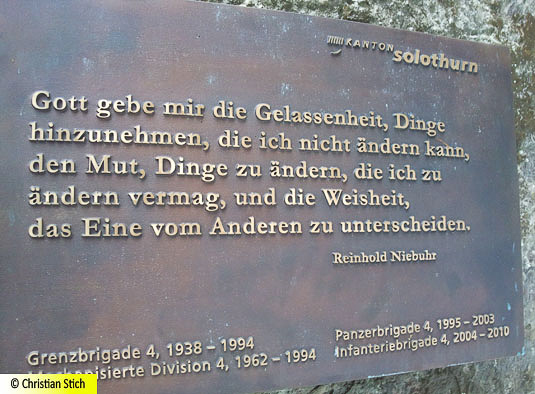 KANTON solothurn
Gott gebe mir die Gelassenheit, Dinge
hinzunehmen, die ich nicht ändern kann,
den Mut, Dinge zu ändern, die ich zu
ändern vermag, und die Weisheit,
das Eine vom Anderen zu unterscheiden.
Reinhold Niebuhr
Grenzbrigade 4, 1938 – 1994
Mechanisierte Division 4, 1962 – 1994
Panzerbrigade 4, 1995 – 2003
Infanteriebrigade 4, 2004 – 2010
© Christian Stich